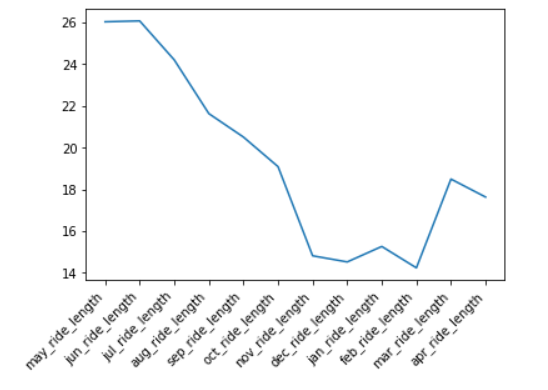 26
24
22
20
18
16
14
may_ride_length
jun_ride_length
jul_ride_length
aug_ride_length
sep_ride_length
oct_ride_length
nov_ride_length
dec_ride_length
jan_ride_length
feb_ride_length
mar_ride_length
apr_ride_length